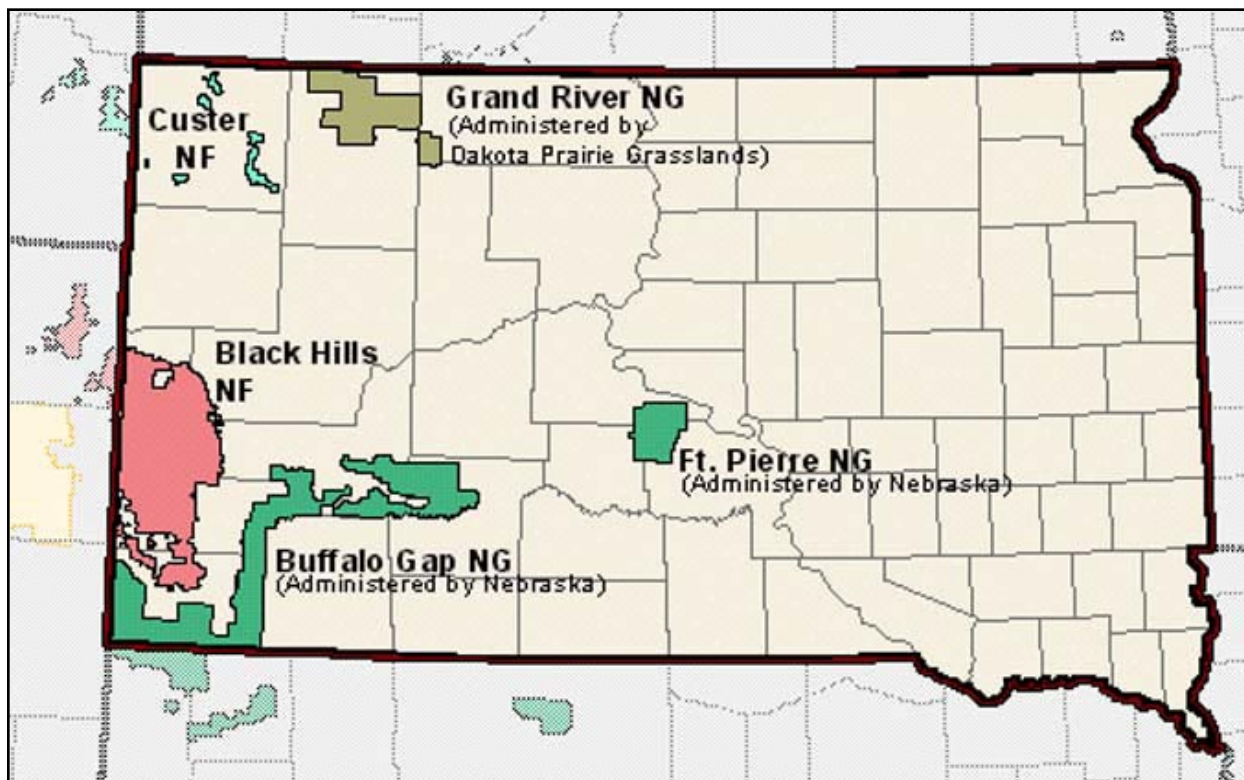 Custer
NF
Grand River NG
(Administered by
Dakota Prairie Grasslands)
Black Hills
NF
Ft. Pierre NG
(Administered by Nebraska)
Buffalo Gap NG
(Administered by Nebraska)